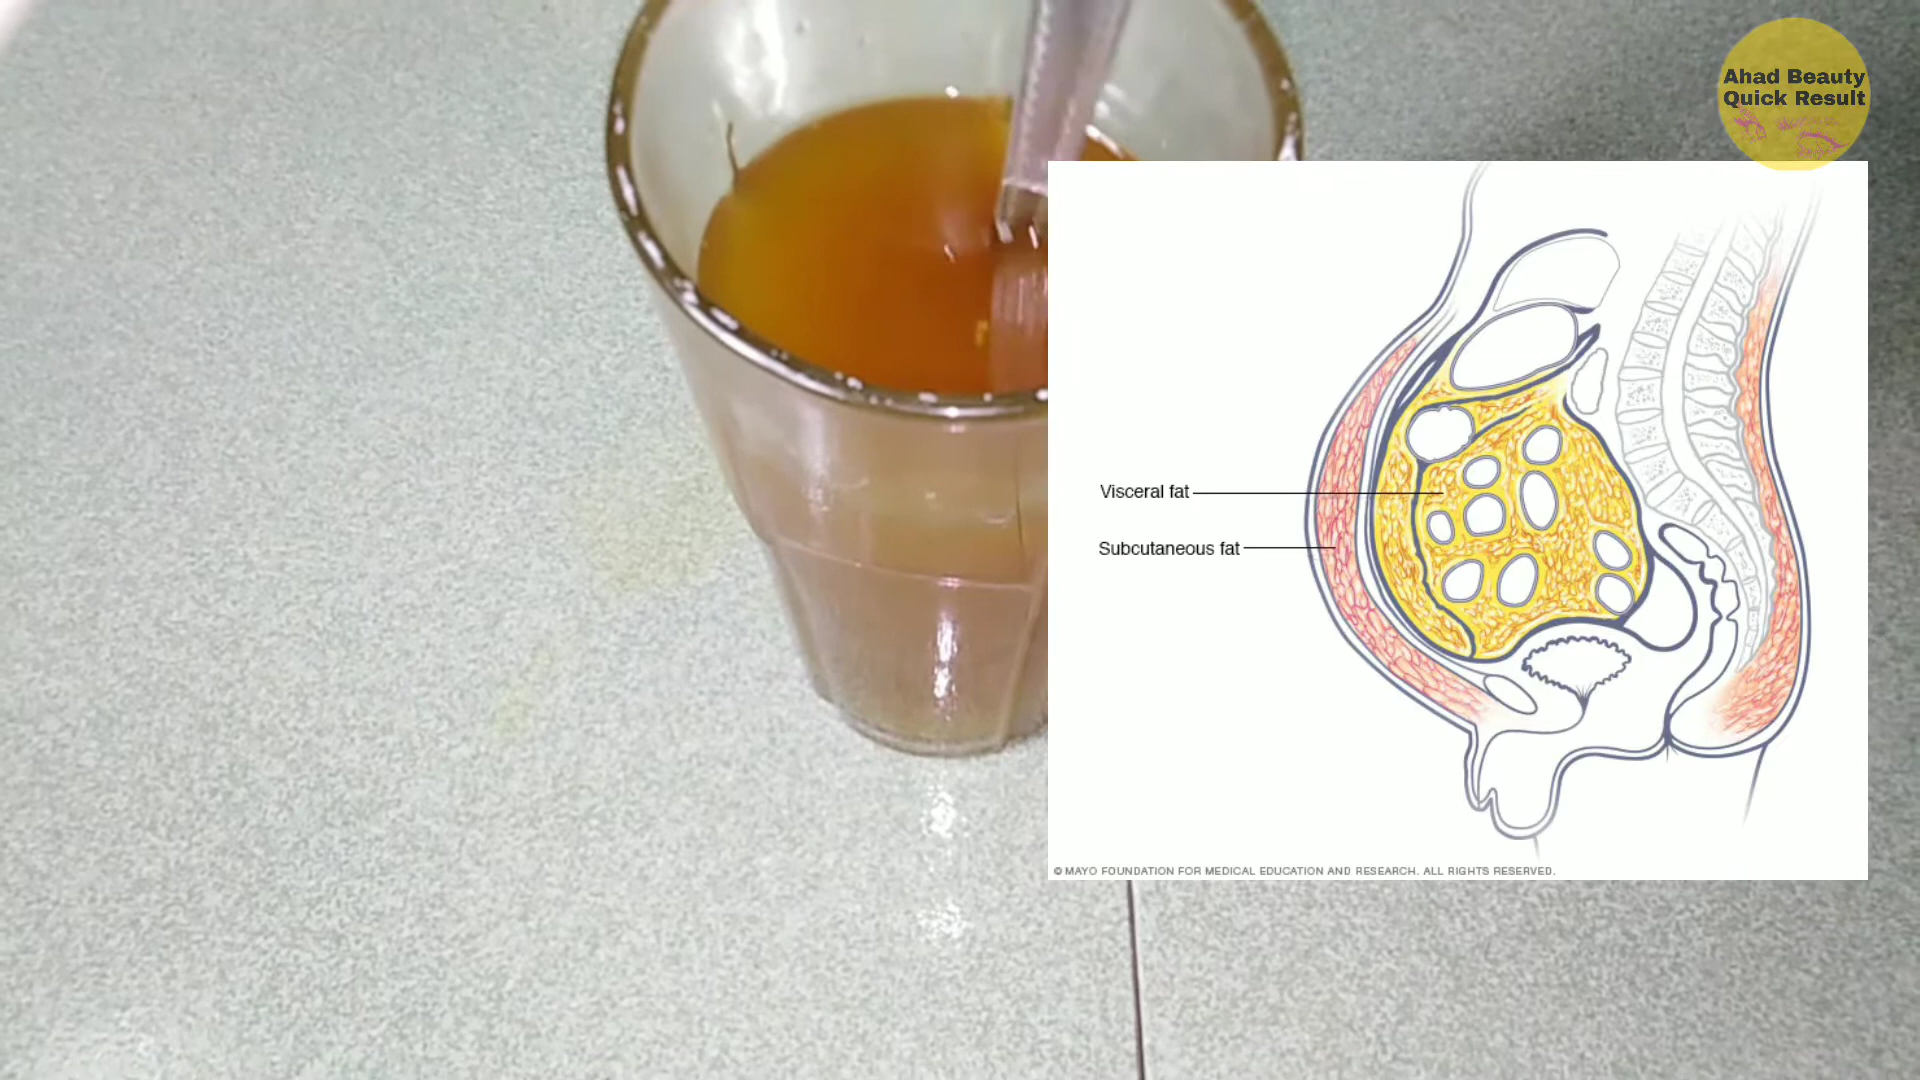 Ahad Beauty
Quick Result
Visceral fat
Subcutaneous fat
© MAYO FOUNDATION FOR MEDICAL EDUCATION AND RESEARCH. ALL RIGHTS RESERVED.